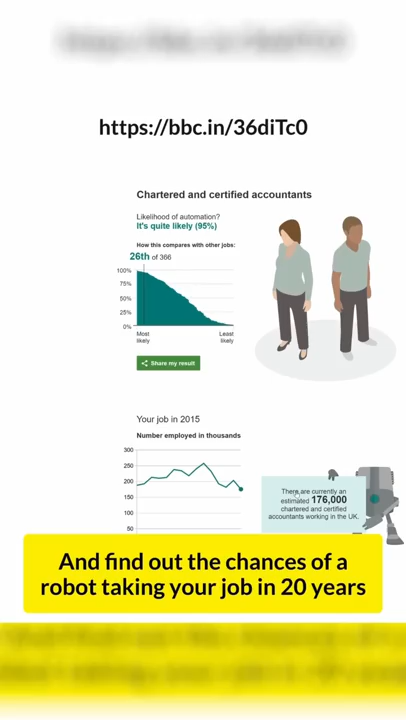 https://bbc.in/36diTc0
Chartered and certified accountants
Likelihood of automation?
It's quite likely (95%)
How this compares with other jobs:
26th of 366
100%
75%
50%
25%
0%
Most
likely
Least
likely
Share my result
Your job in 2015
Number employed in thousands
300
250
200
150
100
50
There are currently an
estimated 176,000
chartered and certified
accountants working in the UK.
And find out the chances of a
robot taking your job in 20 years